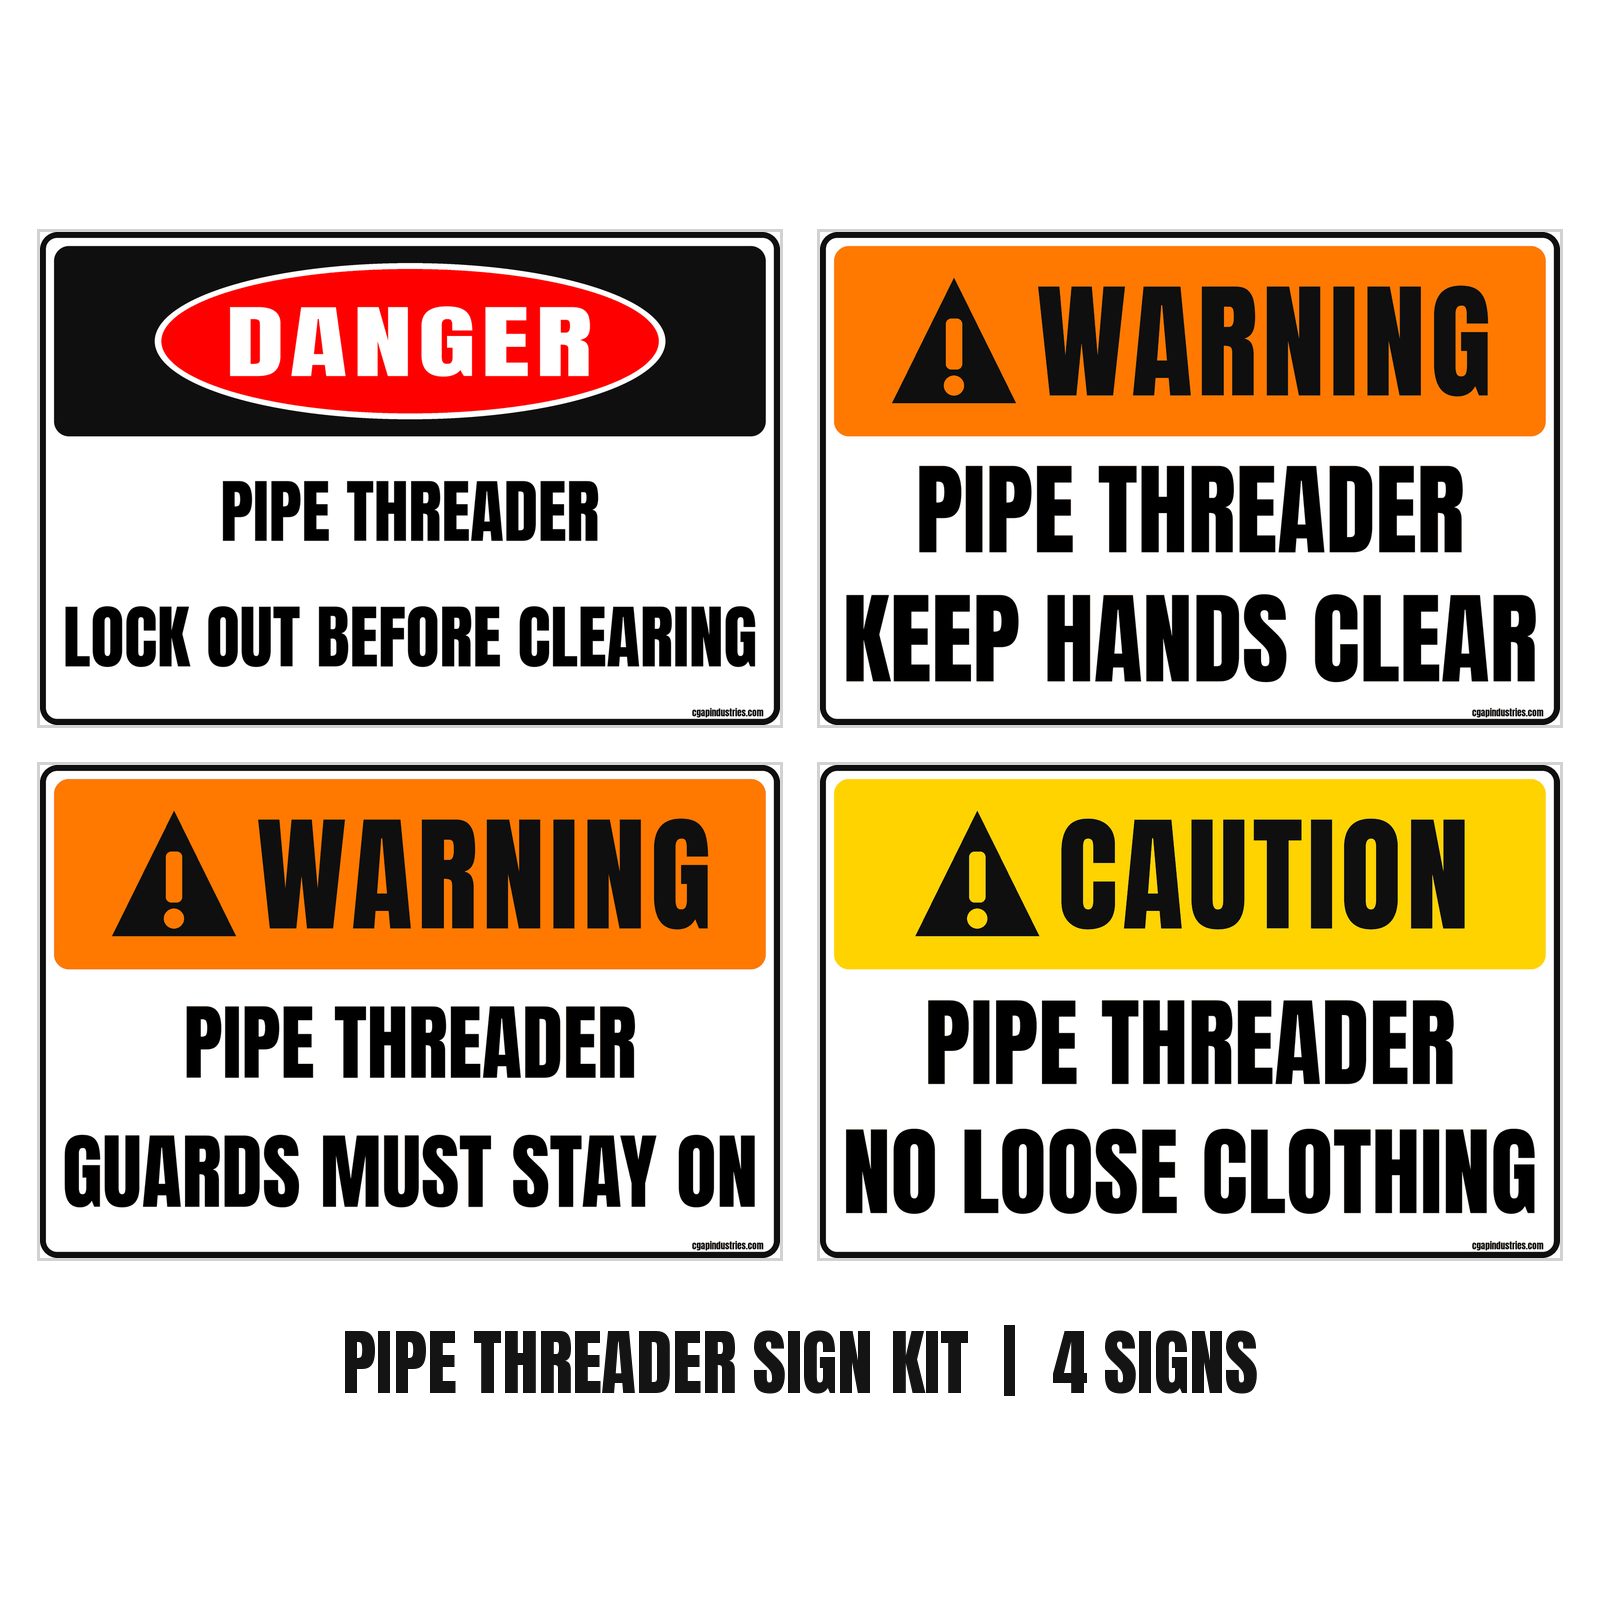 DANGER
PIPE THREADER
LOCK OUT BEFORE CLEARING
cgapindustries.com
WARNING
PIPE THREADER
KEEP HANDS CLEAR
cgapindustries.com
WARNING
PIPE THREADER
GUARDS MUST STAY ON
cgapindustries.com
CAUTION
PIPE THREADER
NO LOOSE CLOTHING
cgapindustries.com
PIPE THREADER SIGN KIT | 4 SIGNS